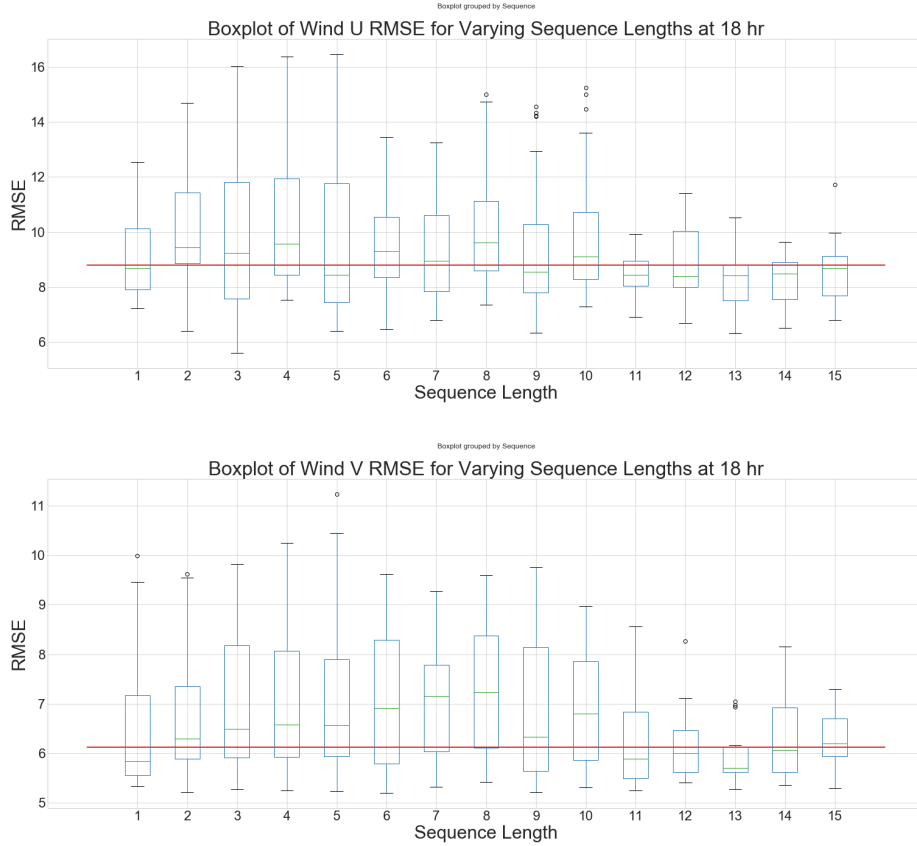 Boxplot grouped by Sequence
Boxplot of Wind U RMSE for Varying Sequence Lengths at 18 hr
16
14
12
10
8
6
RMSE
1 2 3 4 5 6 7 8 9 10 11 12 13 14 15
Sequence Length
Boxplot grouped by Sequence
Boxplot of Wind V RMSE for Varying Sequence Lengths at 18 hr
11
10
9
8
7
6
5
RMSE
1 2 3 4 5 6 7 8 9 10 11 12 13 14 15
Sequence Length